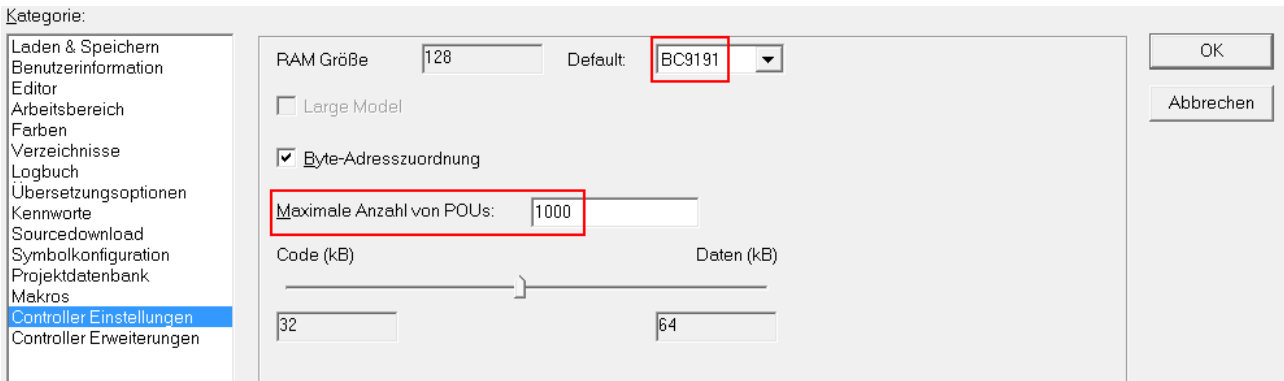 Kategorie:
Laden & Speichern
Benutzerinformation
Editor
Arbeitsbereich
Farben
Verzeichnisse
Logbuch
Übersetzungsoptionen
Kennworte
Sourcedownload
Symbolkonfiguration
Projektdatenbank
Makros
Controller Einstellungen
Controller Erweiterungen
RAM Größe 128 Default: BC9191
Large Model
Byte-Adresszuordnung
Maximale Anzahl von POUs: 1000
Code (kB) Daten (kB)
32 64
OK
Abbrechen